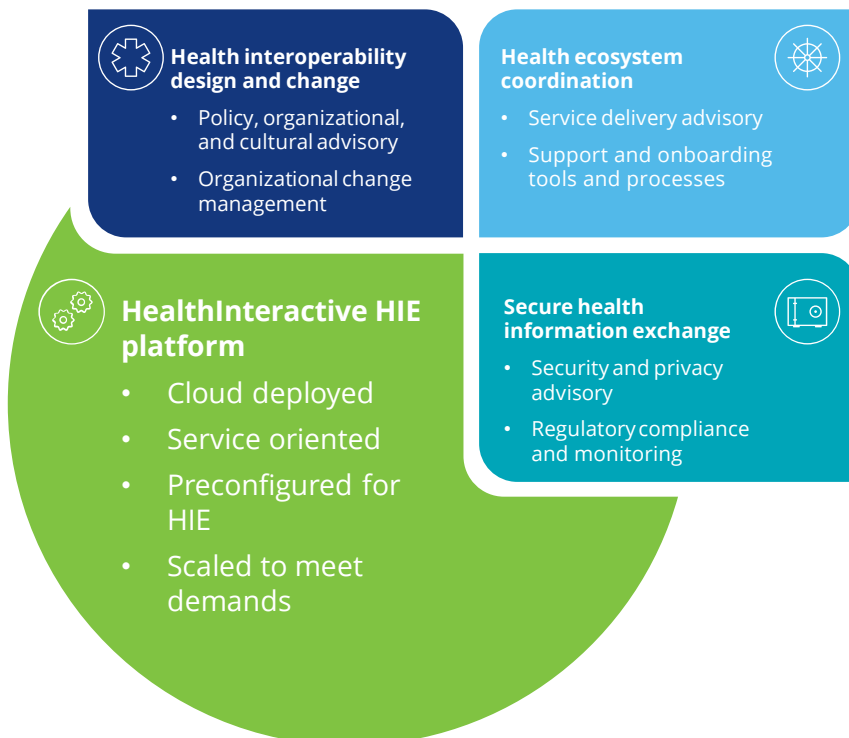 Health interoperability
design and change
• Policy, organizational,
and cultural advisory
• Organizational change
management
Health ecosystem
coordination
• Service delivery advisory
• Support and onboarding
tools and processes
HealthInteractive HIE
platform
• Cloud deployed
• Service oriented
• Preconfigured for
HIE
• Scaled to meet
demands
Secure health
information exchange
• Security and privacy
advisory
• Regulatory compliance
and monitoring